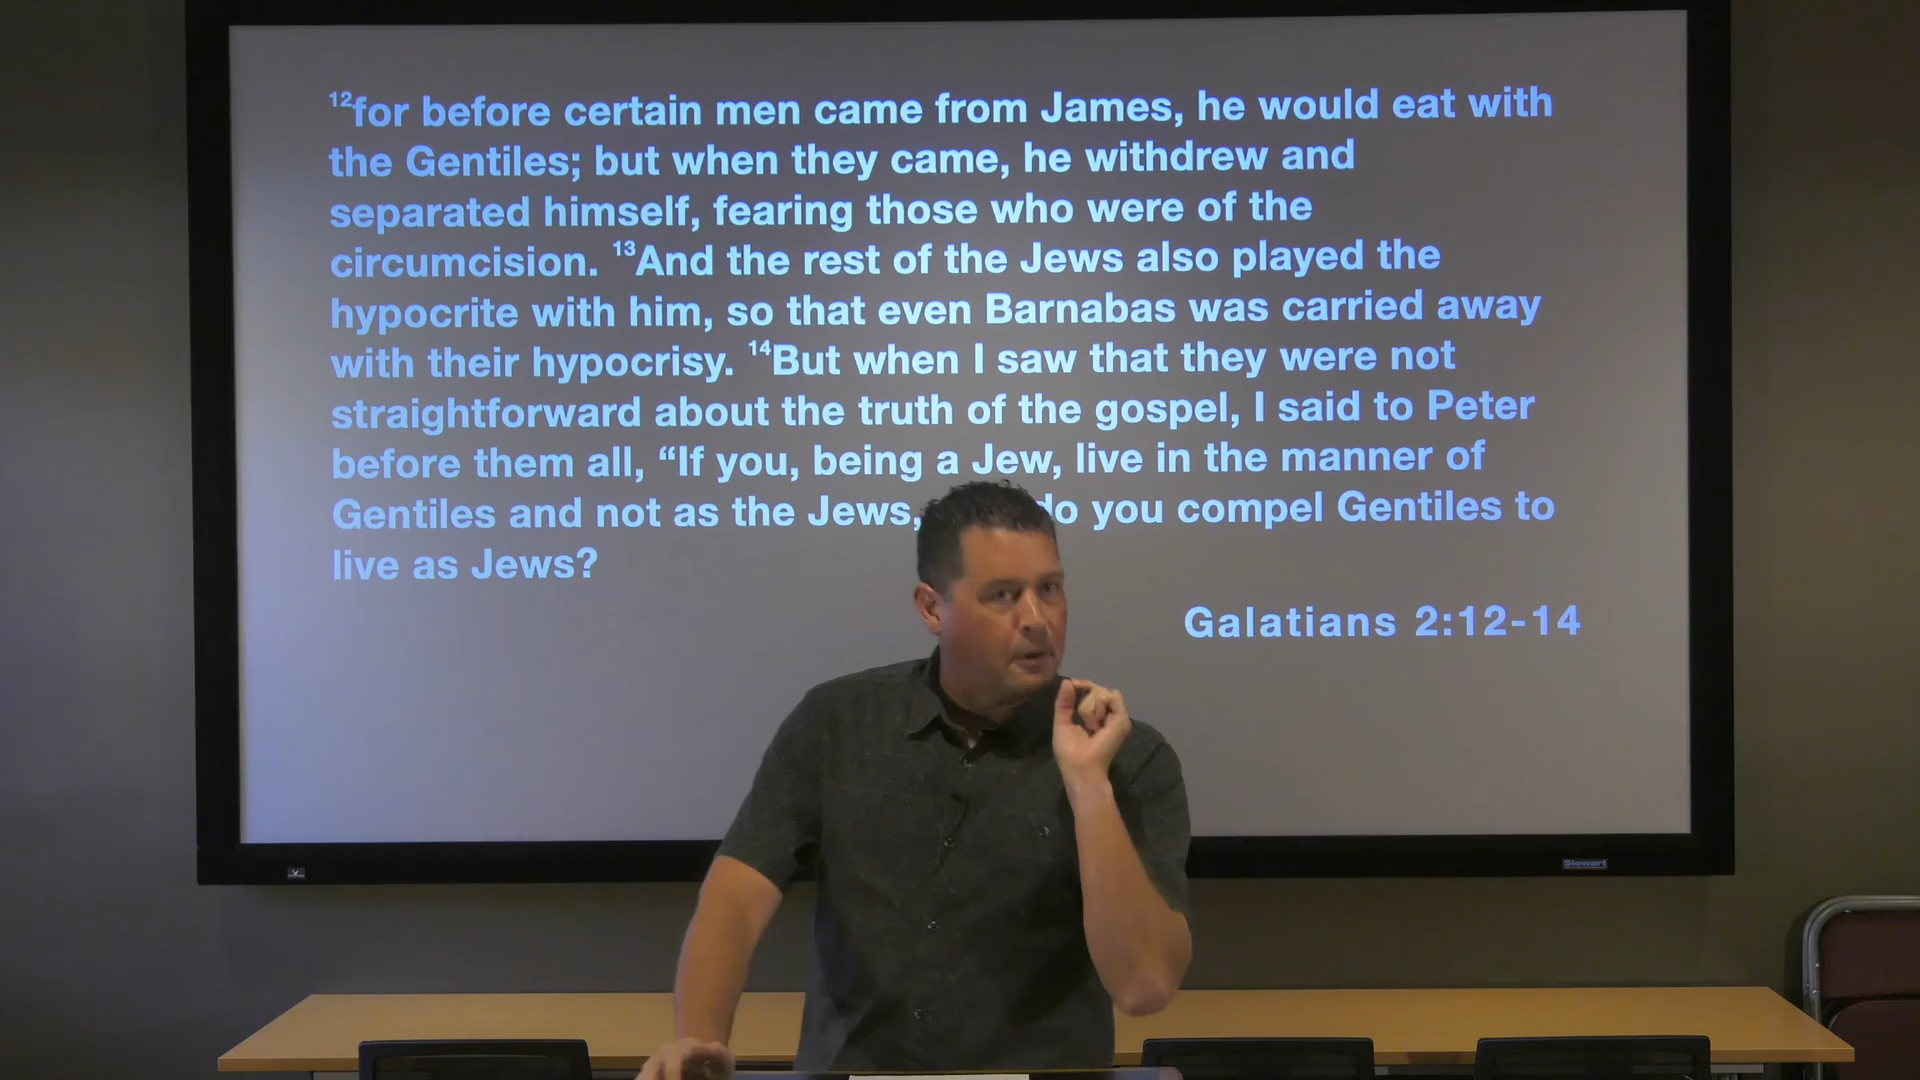 12for before certain men came from James, he would eat with
the Gentiles; but when they came, he withdrew and
separated himself, fearing those who were of the
circumcision. 13And the rest of the Jews also played the
hypocrite with him, so that even Barnabas was carried away
with their hypocrisy. 14But when I saw that they were not
straightforward about the truth of the gospel, I said to Peter
before them all, “If you, being a Jew, live in the manner of
Gentiles and not as the Jews, do you compel Gentiles to
live as Jews?
Galatians 2:12-14
Stewart